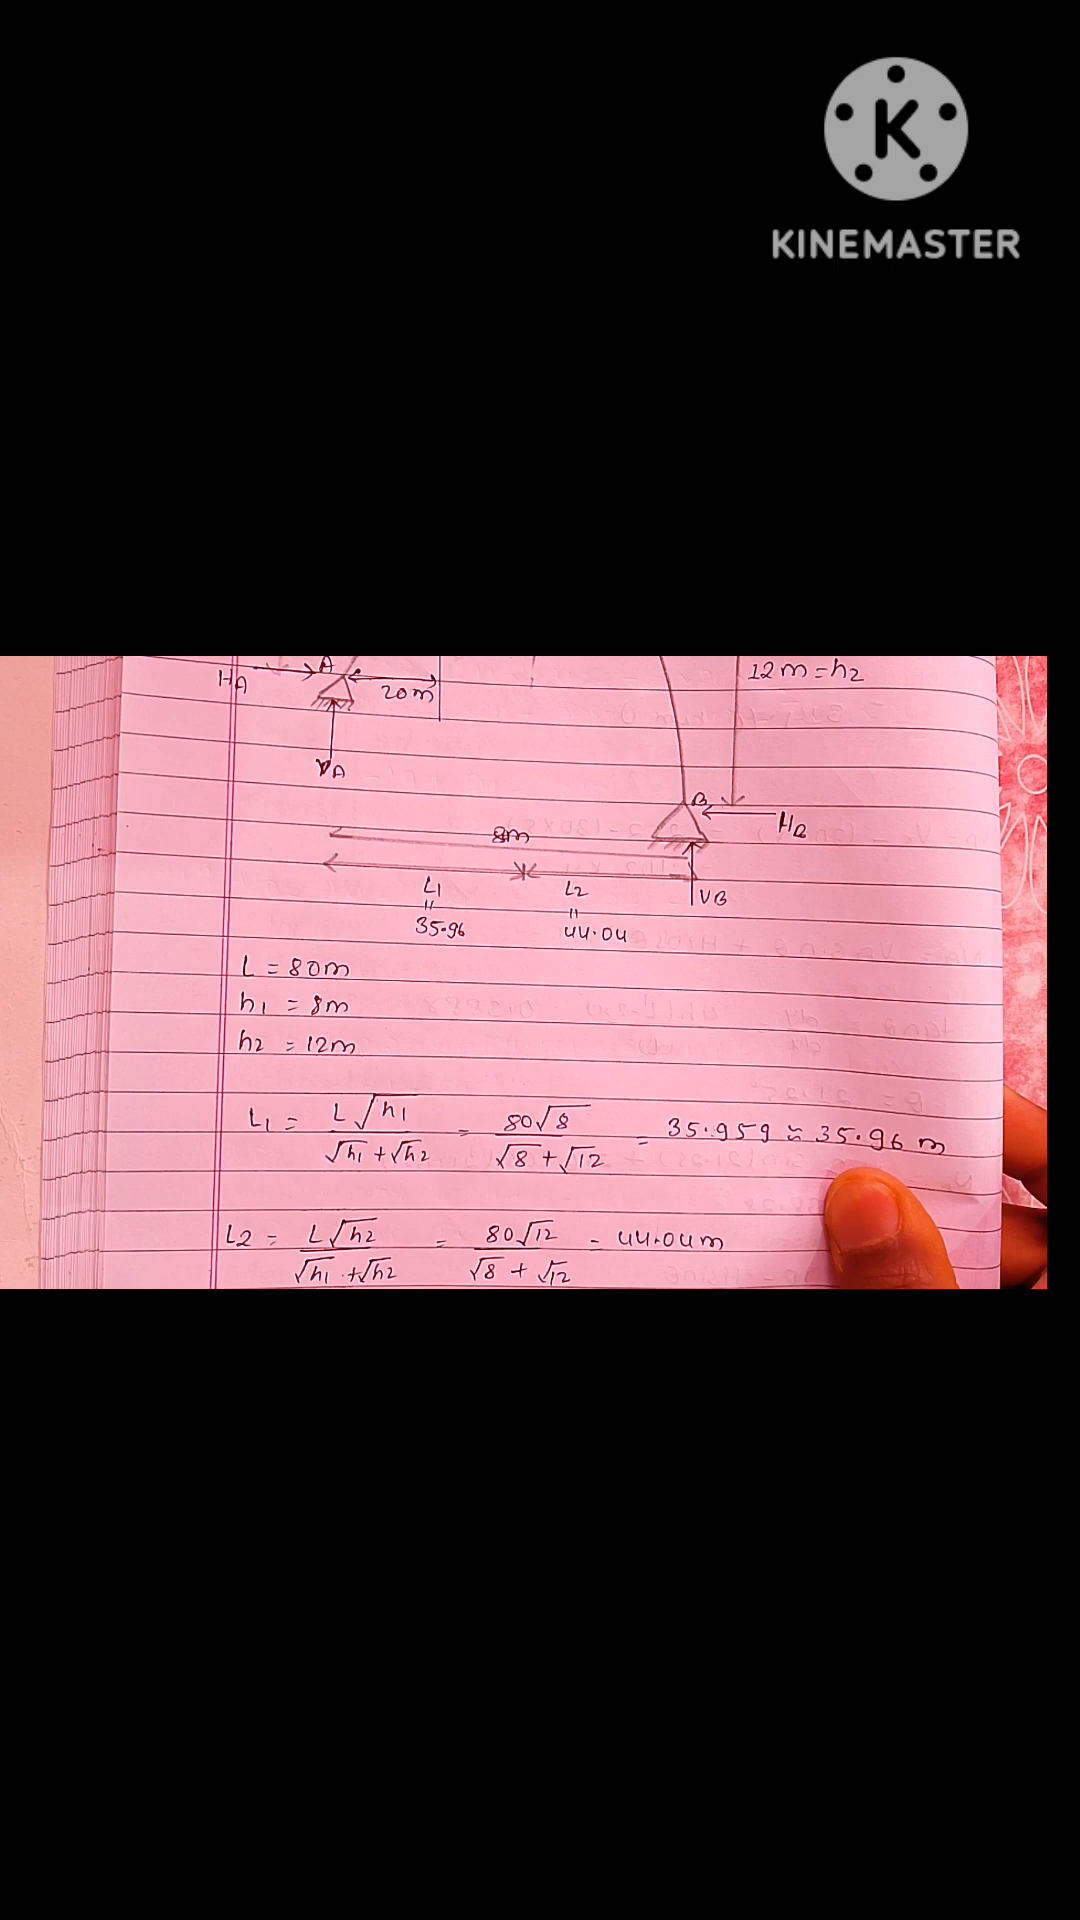 KINEMASTER
HA A 20m 12m=h2
VA
B HB
8m
L1 L2 VB
=
=
35.96 44.04
L = 80m
h1 = 8m
h2 = 12m
L1 = L√h1 / √h1 + √h2 = 80√8 / √8 + √12 = 35.959 ≈ 35.96 m
L2 = L√h2 / √h1 + √h2 = 80√12 / √8 + √12 = 44.04m